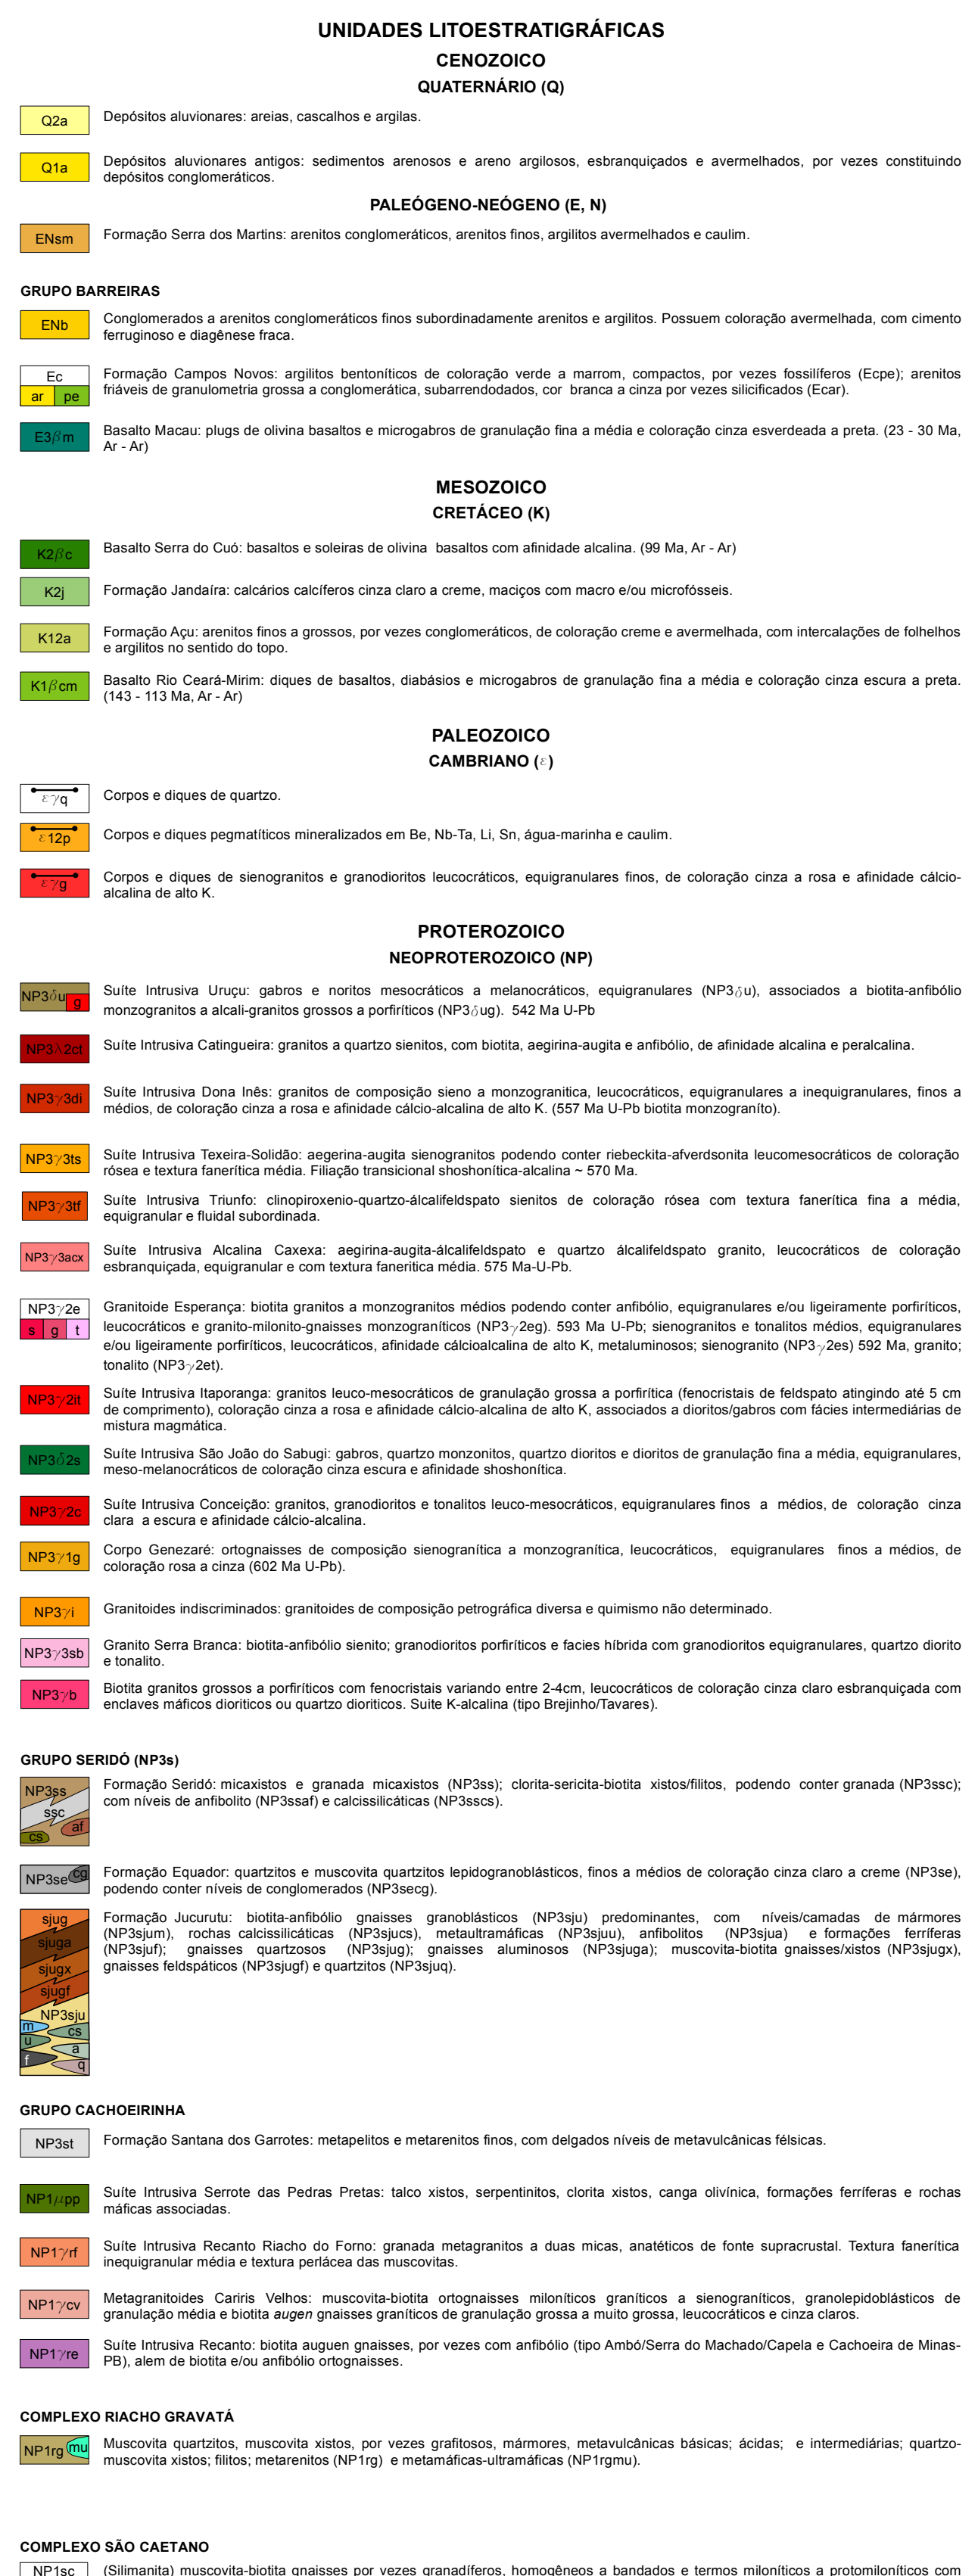 UNIDADES LITOESTRATIGRÁFICAS
CENOZOICO
QUATERNÁRIO (Q)
Q2a
Depósitos aluvionares: areias, cascalhos e argilas.
Q1a
Depósitos aluvionares antigos: sedimentos arenosos e areno argilosos, esbranquiçados e avermelhados, por vezes constituindo
depósitos conglomeráticos.
PALEÓGENO-NEÓGENO (E, N)
ENsm
Formação Serra dos Martins: arenitos conglomeráticos, arenitos finos, argilitos avermelhados e caulim.
GRUPO BARREIRAS
ENb
Conglomerados a arenitos conglomeráticos finos subordinadamente arenitos e argilitos. Possuem coloração avermelhada, com cimento
ferruginoso e diagênese fraca.
Ec
ar pe
Formação Campos Novos: argilitos bentoníticos de coloração verde a marrom, compactos, por vezes fossilíferos (Ecpe); arenitos
friáveis de granulometria grossa a conglomerática, subarrendodados, cor branca a cinza por vezes silicificados (Ecar).
E3βm
Basalto Macau: plugs de olivina basaltos e microgabros de granulação fina a média e coloração cinza esverdeada a preta. (23 - 30 Ma,
Ar - Ar)
MESOZOICO
CRETÁCEO (K)
K2βc
Basalto Serra do Cuó: basaltos e soleiras de olivina basaltos com afinidade alcalina. (99 Ma, Ar - Ar)
K2j
Formação Jandaíra: calcários calcíferos cinza claro a creme, maciços com macro e/ou microfósseis.
K12a
Formação Açu: arenitos finos a grossos, por vezes conglomeráticos, de coloração creme e avermelhada, com intercalações de folhelhos
e argilitos no sentido do topo.
K1βcm
Basalto Rio Ceará-Mirim: diques de basaltos, diabásios e microgabros de granulação fina a média e coloração cinza escura a preta.
(143 - 113 Ma, Ar - Ar)
PALEOZOICO
CAMBRIANO (ε)
εγq
Corpos e diques de quartzo.
ε12p
Corpos e diques pegmatíticos mineralizados em Be, Nb-Ta, Li, Sn, água-marinha e caulim.
εγg
Corpos e diques de sienogranitos e granodioritos leucocráticos, equigranulares finos, de coloração cinza a rosa e afinidade cálcio-
alcalina de alto K.
PROTEROZOICO
NEOPROTEROZOICO (NP)
NP3δu g
Suíte Intrusiva Uruçu: gabros e noritos mesocráticos a melanocráticos, equigranulares (NP3δu), associados a biotita-anfibólio
monzogranitos a alcali-granitos grossos a porfiríticos (NP3δug). 542 Ma U-Pb
NP3λ2ct
Suíte Intrusiva Catingueira: granitos a quartzo sienitos, com biotita, aegirina-augita e anfibólio, de afinidade alcalina e peralcalina.
NP3γ3di
Suíte Intrusiva Dona Inês: granitos de composição sieno a monzogranitica, leucocráticos, equigranulares a inequigranulares, finos a
médios, de coloração cinza a rosa e afinidade cálcio-alcalina de alto K. (557 Ma U-Pb biotita monzograníto).
NP3γ3ts
Suíte Intrusiva Texeira-Solidão: aegerina-augita sienogranitos podendo conter riebeckita-afverdsonita leucomesocráticos de coloração
rósea e textura fanerítica média. Filiação transicional shoshonítica-alcalina ~ 570 Ma.
NP3γ3tf
Suíte Intrusiva Triunfo: clinopiroxenio-quartzo-álcalifeldspato sienitos de coloração rósea com textura fanerítica fina a média,
equigranular e fluidal subordinada.
NP3γ3acx
Suíte Intrusiva Alcalina Caxexa: aegirina-augita-álcalifeldspato e quartzo álcalifeldspato granito, leucocráticos de coloração
esbranquiçada, equigranular e com textura faneritica média. 575 Ma-U-Pb.
NP3γ2e
s g t
Granitoide Esperança: biotita granitos a monzogranitos médios podendo conter anfibólio, equigranulares e/ou ligeiramente porfiríticos,
leucocráticos e granito-milonito-gnaisses monzograníticos (NP3γ2eg). 593 Ma U-Pb; sienogranitos e tonalitos médios, equigranulares
e/ou ligeiramente porfiríticos, leucocráticos, afinidade cálcioalcalina de alto K, metaluminosos; sienogranito (NP3γ2es) 592 Ma, granito;
tonalito (NP3γ2et).
NP3γ2it
Suíte Intrusiva Itaporanga: granitos leuco-mesocráticos de granulação grossa a porfirítica (fenocristais de feldspato atingindo até 5 cm
de comprimento), coloração cinza a rosa e afinidade cálcio-alcalina de alto K, associados a dioritos/gabros com fácies intermediárias de
mistura magmática.
NP3δ2s
Suíte Intrusiva São João do Sabugi: gabros, quartzo monzonitos, quartzo dioritos e dioritos de granulação fina a média, equigranulares,
meso-melanocráticos de coloração cinza escura e afinidade shoshonítica.
NP3γ2c
Suíte Intrusiva Conceição: granitos, granodioritos e tonalitos leuco-mesocráticos, equigranulares finos a médios, de coloração cinza
clara a escura e afinidade cálcio-alcalina.
NP3γ1g
Corpo Genezaré: ortognaisses de composição sienogranítica a monzogranítica, leucocráticos, equigranulares finos a médios, de
coloração rosa a cinza (602 Ma U-Pb).
NP3γi
Granitoides indiscriminados: granitoides de composição petrográfica diversa e quimismo não determinado.
NP3γ3sb
Granito Serra Branca: biotita-anfibólio sienito; granodioritos porfiríticos e facies híbrida com granodioritos equigranulares, quartzo diorito
e tonalito.
NP3γb
Biotita granitos grossos a porfiríticos com fenocristais variando entre 2-4cm, leucocráticos de coloração cinza claro esbranquiçada com
enclaves máficos dioriticos ou quartzo dioriticos. Suite K-alcalina (tipo Brejinho/Tavares).
GRUPO SERIDÓ (NP3s)
NP3ss
ssc
af
cs
Formação Seridó: micaxistos e granada micaxistos (NP3ss); clorita-sericita-biotita xistos/filitos, podendo conter granada (NP3ssc);
com níveis de anfibolito (NP3ssaf) e calcissilicáticas (NP3sscs).
NP3se cg
Formação Equador: quartzitos e muscovita quartzitos lepidogranoblásticos, finos a médios de coloração cinza claro a creme (NP3se),
podendo conter níveis de conglomerados (NP3secg).
sjug
sjuga
sjugx
sjugf
NP3sju
m
cs
u
a
f
q
Formação Jucurutu: biotita-anfibólio gnaisses granoblásticos (NP3sju) predominantes, com níveis/camadas de mármores
(NP3sjum), rochas calcissilicáticas (NP3sjucs), metaultramáficas (NP3sjuu), anfibolitos (NP3sjua) e formações ferríferas
(NP3sjuf); gnaisses quartzosos (NP3sjug); gnaisses aluminosos (NP3sjuga); muscovita-biotita gnaisses/xistos (NP3sjugx),
gnaisses feldspáticos (NP3sjugf) e quartzitos (NP3sjuq).
GRUPO CACHOEIRINHA
NP3st
Formação Santana dos Garrotes: metapelitos e metarenitos finos, com delgados níveis de metavulcânicas félsicas.
NP1μpp
Suíte Intrusiva Serrote das Pedras Pretas: talco xistos, serpentinitos, clorita xistos, canga olivínica, formações ferríferas e rochas
máficas associadas.
NP1γrf
Suíte Intrusiva Recanto Riacho do Forno: granada metagranitos a duas micas, anatéticos de fonte supracrustal. Textura fanerítica
inequigranular média e textura perlácea das muscovitas.
NP1γcv
Metagranitoides Cariris Velhos: muscovita-biotita ortognaisses miloníticos graníticos a sienograníticos, granolepidoblásticos de
granulação média e biotita augen gnaisses graníticos de granulação grossa a muito grossa, leucocráticos e cinza claros.
NP1γre
Suíte Intrusiva Recanto: biotita auguen gnaisses, por vezes com anfibólio (tipo Ambó/Serra do Machado/Capela e Cachoeira de Minas-
PB), alem de biotita e/ou anfibólio ortognaisses.
COMPLEXO RIACHO GRAVATÁ
NP1rg mu
Muscovita quartzitos, muscovita xistos, por vezes grafitosos, mármores, metavulcânicas básicas; ácidas; e intermediárias; quartzo-
muscovita xistos; filitos; metarenitos (NP1rg) e metamáficas-ultramáficas (NP1rgmu).
COMPLEXO SÃO CAETANO
NP1sc
(Silimanita) muscovita-biotita gnaisses por vezes granadíferos, homogêneos a bandados e termos miloníticos a protomiloníticos com